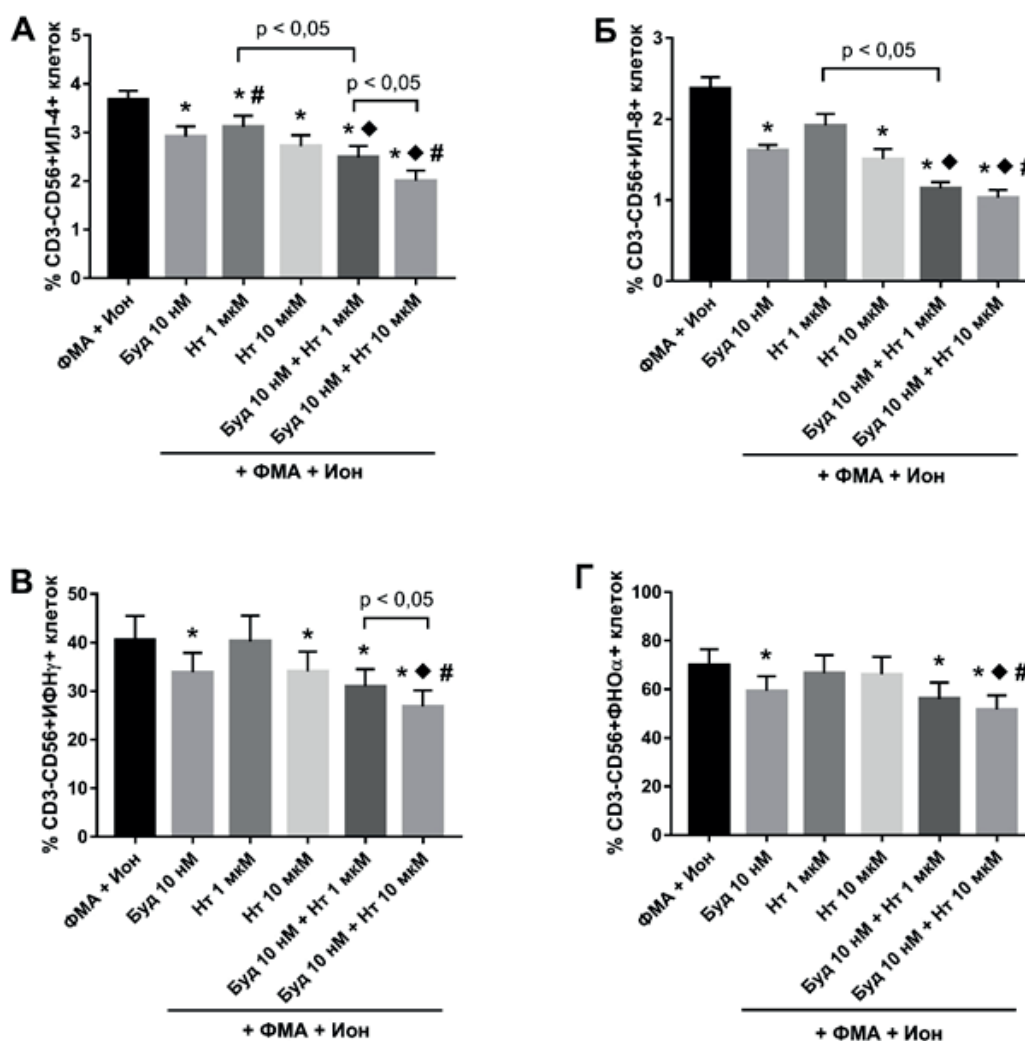 А
% CD3-CD56+ИЛ-4+ клеток
5
4
3
2
1
0
p < 0,05
p < 0,05
*
* #
*
* ◆
* ◆ #
ФМА + Ион
Буд 10 нМ
Нт 1 мкМ
Нт 10 мкМ
Буд 10 нМ + Нт 1 мкМ
Буд 10 нМ + Нт 10 мкМ
+ ФМА + Ион
Б
% CD3-CD56+ИЛ-8+ клеток
3
2
1
0
p < 0,05
*
*
* ◆
* ◆ #
ФМА + Ион
Буд 10 нМ
Нт 1 мкМ
Нт 10 мкМ
Буд 10 нМ + Нт 1 мкМ
Буд 10 нМ + Нт 10 мкМ
+ ФМА + Ион
В
% CD3-CD56+ИФНγ+ клеток
50
40
30
20
10
0
p < 0,05
*
*
*
* ◆ #
ФМА + Ион
Буд 10 нМ
Нт 1 мкМ
Нт 10 мкМ
Буд 10 нМ + Нт 1 мкМ
Буд 10 нМ + Нт 10 мкМ
+ ФМА + Ион
Г
% CD3-CD56+ФНОα+ клеток
100
80
60
40
20
0
*
*
* ◆ #
ФМА + Ион
Буд 10 нМ
Нт 1 мкМ
Нт 10 мкМ
Буд 10 нМ + Нт 1 мкМ
Буд 10 нМ + Нт 10 мкМ
+ ФМА + Ион